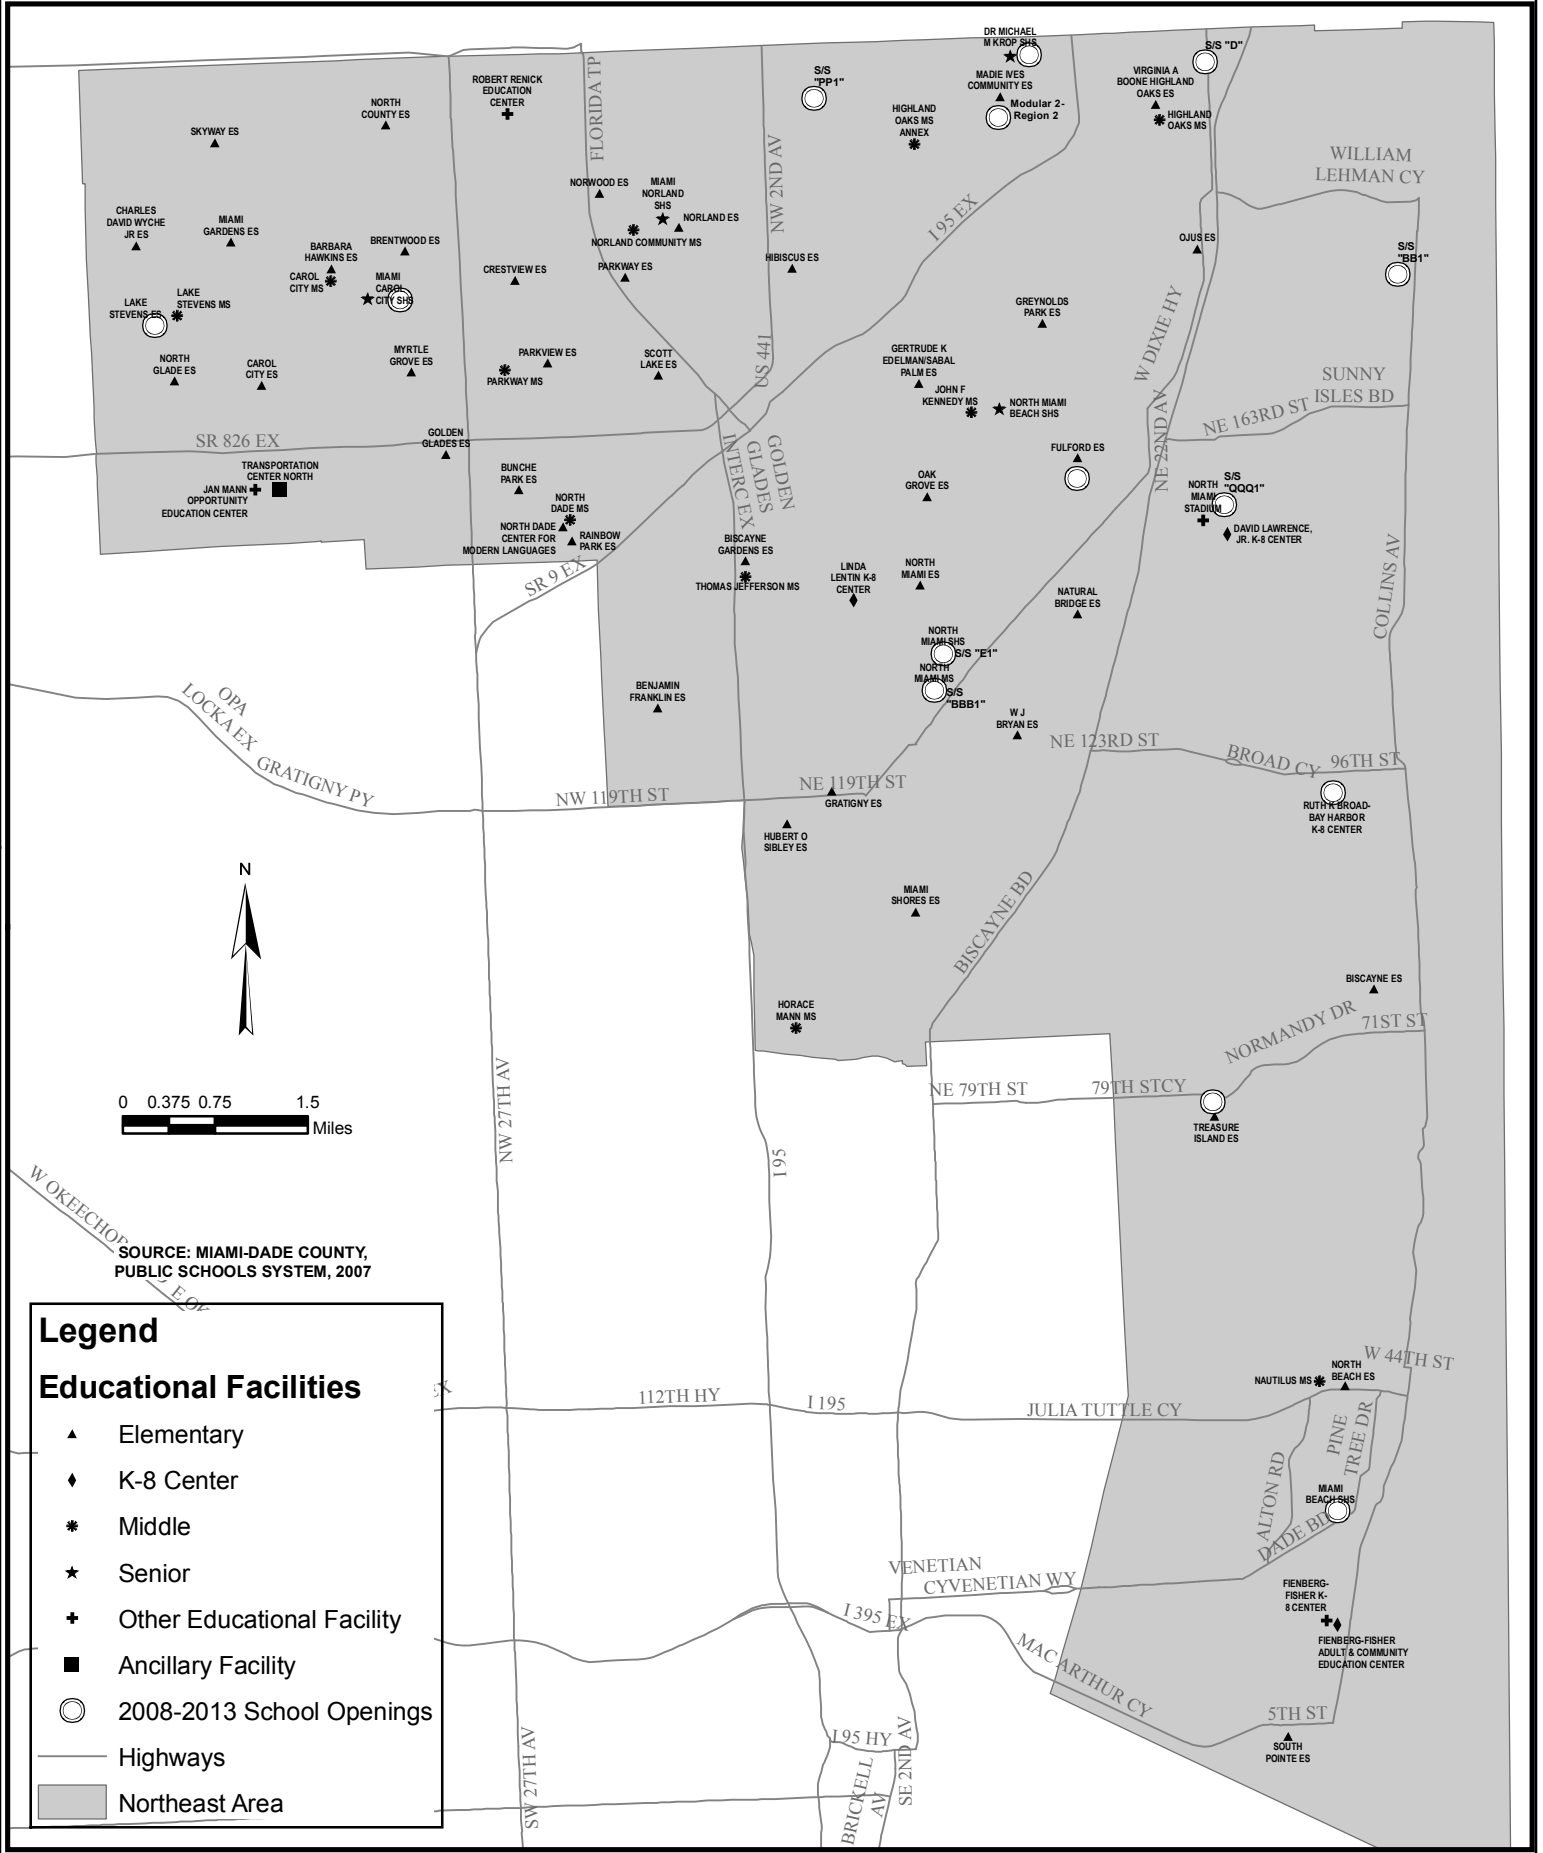 DR MICHAEL
M KROP SHS
S/S "D"
S/S
"PP1"
ROBERT RENICK
EDUCATION
CENTER
MADIE IVES
COMMUNITY ES
VIRGINIA A
BOONE HIGHLAND
OAKS ES
NORTH
COUNTY ES
Modular 2-
Region 2
HIGHLAND
OAKS MS
ANNEX
HIGHLAND
OAKS MS
SKYWAY ES
FLORIDA TP
NW 2ND AV
WILLIAM
LEHMAN CY
NORWOOD ES
MIAMI
NORLAND
SHS
NORLAND ES
NORLAND COMMUNITY MS
CHARLES
DAVID WYCHE
JR ES
MIAMI
GARDENS ES
BARBARA
HAWKINS ES
BRENTWOOD ES
I 95 EX
OJUS ES
S/S
"BB1"
CAROL
CITY MS
MIAMI
CAROL
CITY SHS
CRESTVIEW ES
PARKWAY ES
HIBISCUS ES
LAKE
STEVENS ES
LAKE
STEVENS MS
GREYNOLDS
PARK ES
W DIXIE HY
NORTH
GLADE ES
CAROL
CITY ES
MYRTLE
GROVE ES
PARKVIEW ES
PARKWAY MS
SCOTT
LAKE ES
US 441
GERTRUDE K
EDELMAN/SABAL
PALM ES
JOHN F
KENNEDY MS
NORTH MIAMI
BEACH SHS
SUNNY
ISLES BD
NE 163RD ST
NE 22ND AV
SR 826 EX
GOLDEN
GLADES ES
GOLDEN
GLADES
INTERC EX
FULFORD ES
TRANSPORTATION
CENTER NORTH
JAN MANN
OPPORTUNITY
EDUCATION CENTER
BUNCHE
PARK ES
OAK
GROVE ES
NORTH
MIAMI
STADIUM
S/S
"QQQ1"
NORTH
DADE MS
NORTH DADE
CENTER FOR
MODERN LANGUAGES
RAINBOW
PARK ES
DAVID LAWRENCE,
JR. K-8 CENTER
BISCAYNE
GARDENS ES
THOMAS JEFFERSON MS
SR 9 EX
LINDA
LENTIN K-8
CENTER
NORTH
MIAMI ES
COLLINS AV
NATURAL
BRIDGE ES
NORTH
MIAMI SHS
S/S "E1"
NORTH
MIAMI MS
S/S
"BBB1"
BENJAMIN
FRANKLIN ES
OPA
LOCKA EX
W J
BRYAN ES
NE 123RD ST
BROAD CY
96TH ST
GRATIGNY PY
NW 119TH ST
NE 119TH ST
GRATIGNY ES
RUTH K BROAD-
BAY HARBOR
K-8 CENTER
HUBERT O
SIBLEY ES
N
MIAMI
SHORES ES
BISCAYNE BD
BISCAYNE ES
HORACE
MANN MS
NORMANDY DR
71ST ST
NW 27TH AV
NE 79TH ST
79TH STCY
0 0.375 0.75 1.5
Miles
TREASURE
ISLAND ES
I 95
W OKEECHOB
E OK
SOURCE: MIAMI-DADE COUNTY,
PUBLIC SCHOOLS SYSTEM, 2007
Legend
Educational Facilities
Elementary
K-8 Center
Middle
Senior
Other Educational Facility
Ancillary Facility
2008-2013 School Openings
Highways
Northeast Area
EX
112TH HY
I 195
JULIA TUTTLE CY
W 44TH ST
NAUTILUS MS
NORTH
BEACH ES
PINE
TREE DR
ALTON RD
MIAMI
BEACH SHS
DADE BD
VENETIAN
CYVENETIAN WY
FIENBERG-
FISHER K-
8 CENTER
I 395 EX
FIENBERG-FISHER
ADULT & COMMUNITY
EDUCATION CENTER
MAC ARTHUR CY
5TH ST
SOUTH
POINTE ES
I 95 HY
SW 27TH AV
BRICKELL
AV
SE 2ND AV